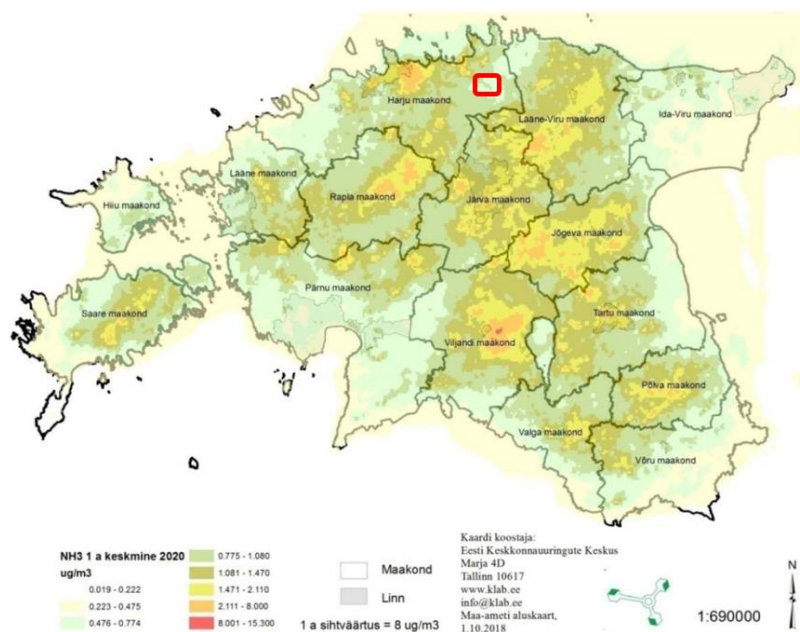 Harju maakond
Lääne-Viru maakond
Ida-Viru maakond
Lääne maakond
Rapla maakond
Järva maakond
Hiiu maakond
Jõgeva maakond
Pärnu maakond
Saare maakond
Tartu maakond
Viljandi maakond
Põlva maakond
Valga maakond
Võru maakond
NH3 1 a keskmine 2020
ug/m3
0.019 - 0.222
0.223 - 0.475
0.476 - 0.774
0.775 - 1.080
1.081 - 1.470
1.471 - 2.110
2.111 - 8.000
8.001 - 15.300
Maakond
Linn
1 a sihtväärtus = 8 ug/m3
Kaardi koostaja:
Eesti Keskkonnauuringute Keskus
Marja 4D
Tallinn 10617
www.klab.ee
info@klab.ee
Maa-ameti aluskaart,
1.10.2018
1:690000
N